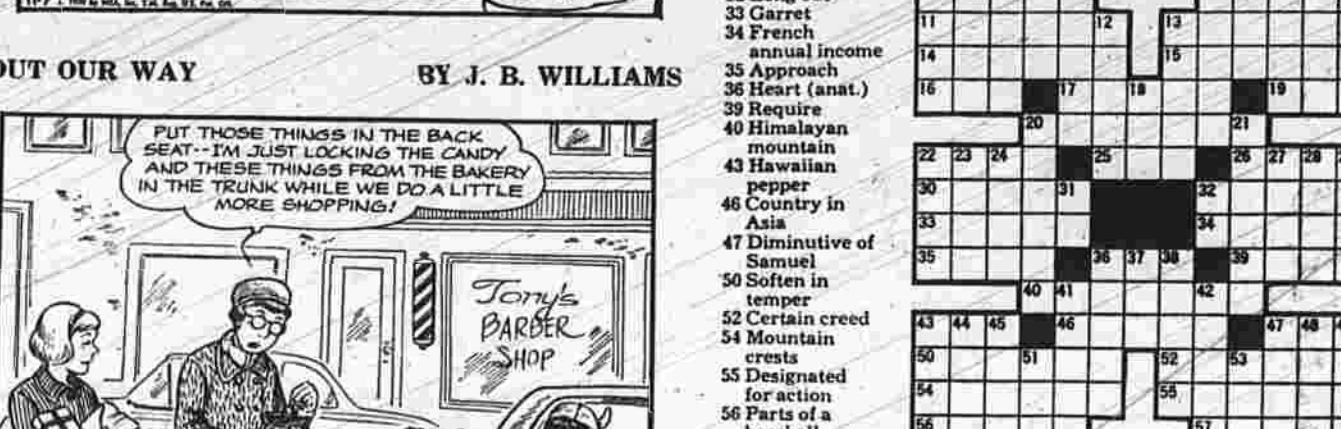 OUT OUR WAY
BY J. B. WILLIAMS
PUT THOSE THINGS IN THE BACK
SEAT--I'M JUST LOCKING THE CANDY
AND THESE THINGS FROM THE BAKERY
IN THE TRUNK WHILE WE DO A LITTLE
MORE SHOPPING!
Tony's
BARBER
SHOP
33 Garret
34 French
annual income
35 Approach
36 Heart (anat.)
39 Require
40 Himalayan
mountain
43 Hawaiian
pepper
46 Country in
Asia
47 Diminutive of
Samuel
50 Soften in
temper
52 Certain creed
54 Mountain
crests
55 Designated
for action
56 Parts of a
11 12 13
14 15
16 17 18 19
20 21
22 23 24 25 26 27 28
30 31 32
33 34
35 36 37 38 39
40 41 42
43 44 45 46 47 48
50 51 52 53
54 55
56 57